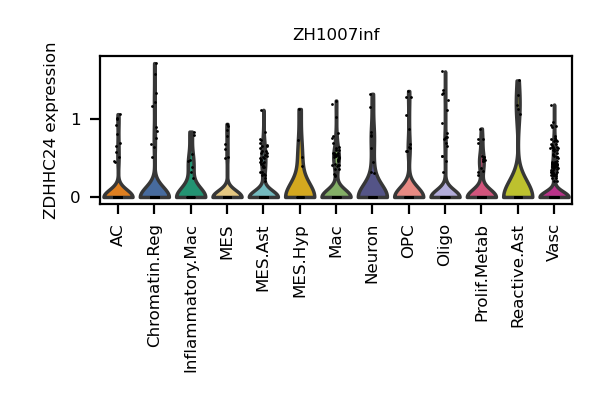 ZH1007inf
ZDHHC24 expression
1
0
AC
Chromatin.Reg
Inflammatory.Mac
MES
MES.Ast
MES.Hyp
Mac
Neuron
OPC
Oligo
Prolif.Metab
Reactive.Ast
Vasc